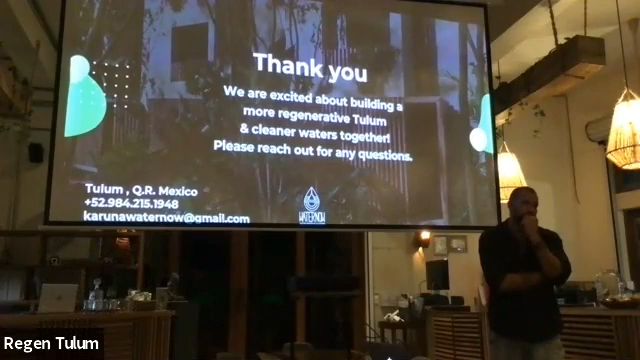 Thank you
We are excited about building a
more regenerative Tulum
& cleaner waters together!
Please reach out for any questions.
Tulum , Q.R. Mexico
+52.984.215.1948
karunawaternow@gmail.com
WATERNOW
Regen Tulum